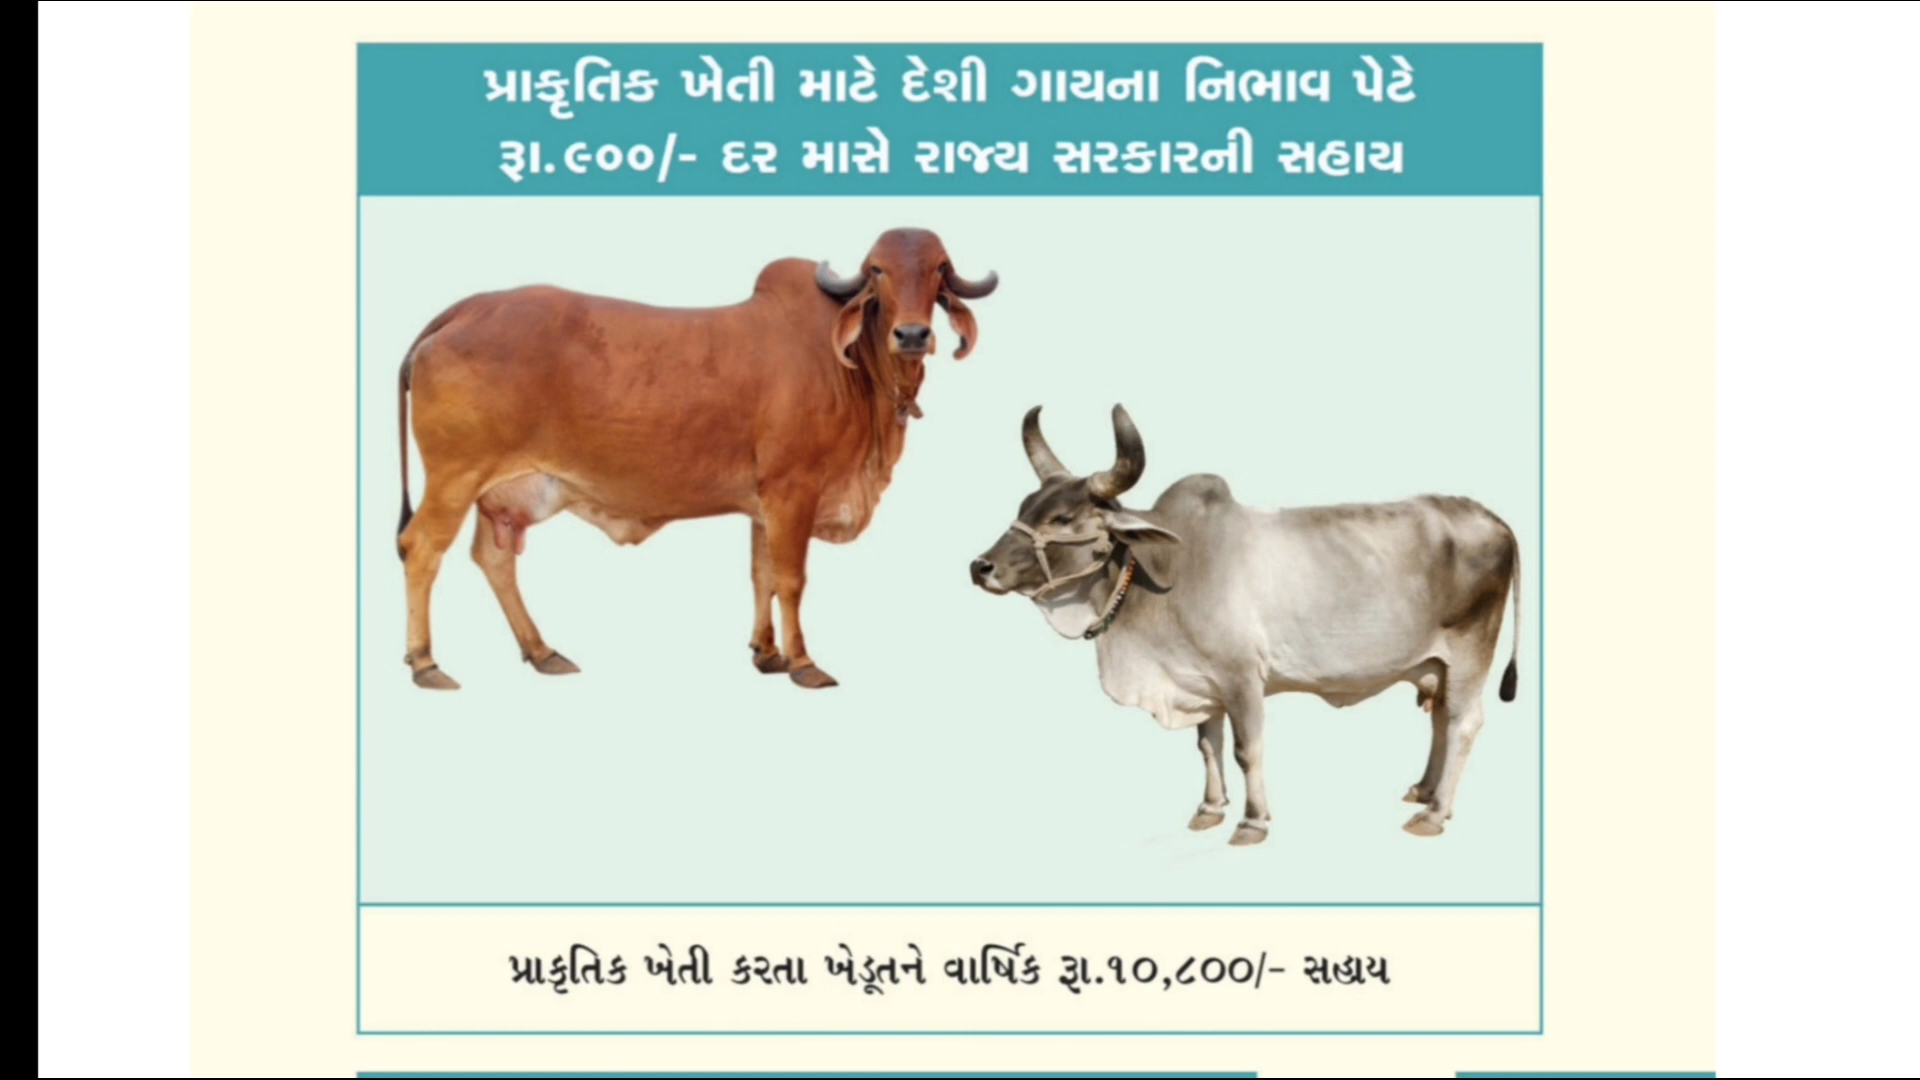 પ્રાકૃતિક ખેતી માટે દેશી ગાયના નિભાવ પેટે
રૂા.૯૦૦/- દર માસે રાજ્ય સરકારની સહાય
પ્રાકૃતિક ખેતી કરતા ખેડૂતને વાર્ષિક રૂા.૧૦,૮૦૦/- સહાય